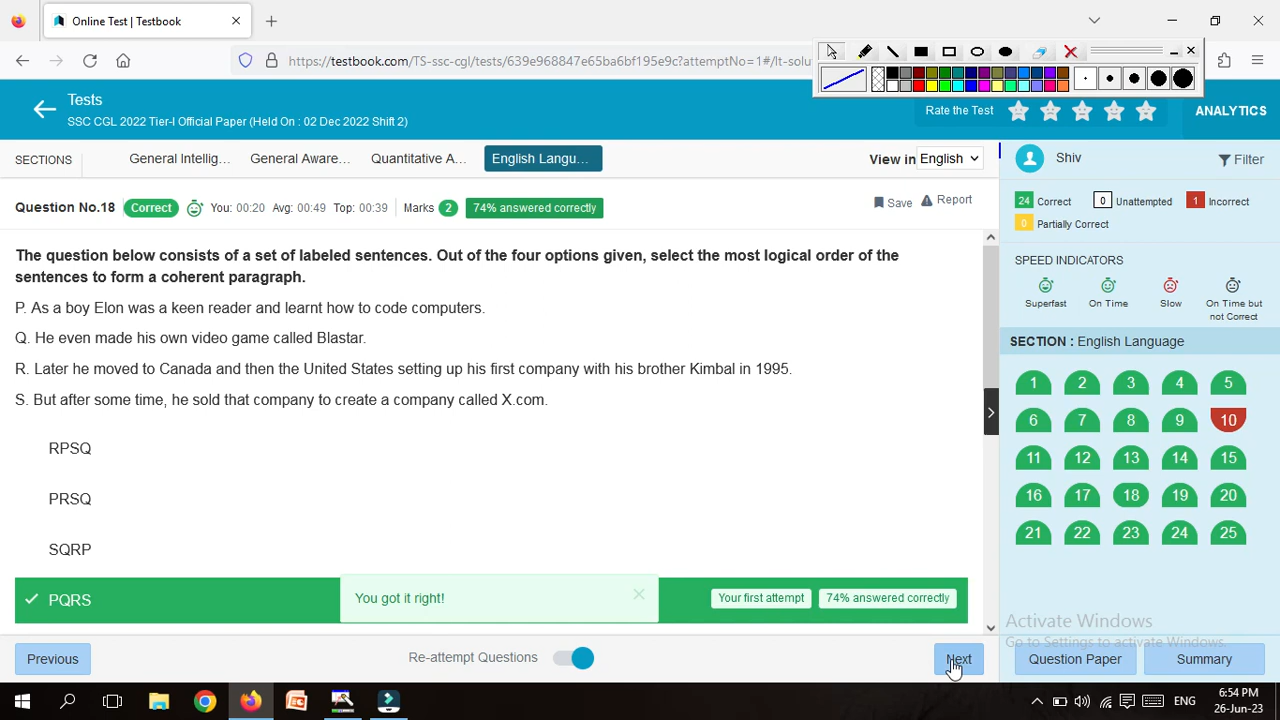 Online Test | Testbook
https://testbook.com/TS-ssc-cgl/tests/639e968847e65ba6bf195e9c?attemptNo=1#/lt-solu
Tests
SSC CGL 2022 Tier-I Official Paper (Held On : 02 Dec 2022 Shift 2)
Rate the Test
ANALYTICS
SECTIONS
General Intellig...
General Aware...
Quantitative A...
English Langu...
View in English
Shiv
Filter
Question No.18 Correct You: 00:20 Avg: 00:49 Top: 00:39 Marks 2 74% answered correctly
Save
Report
24 Correct 0 Unattempted 1 Incorrect
0 Partially Correct
The question below consists of a set of labeled sentences. Out of the four options given, select the most logical order of the
sentences to form a coherent paragraph.
P. As a boy Elon was a keen reader and learnt how to code computers.
Q. He even made his own video game called Blastar.
R. Later he moved to Canada and then the United States setting up his first company with his brother Kimbal in 1995.
S. But after some time, he sold that company to create a company called X.com.
RPSQ
PRSQ
SQRP
PQRS
You got it right!
Your first attempt
74% answered correctly
SPEED INDICATORS
Superfast
On Time
Slow
On Time but
not Correct
SECTION : English Language
1 2 3 4 5
6 7 8 9 10
11 12 13 14 15
16 17 18 19 20
21 22 23 24 25
Activate Windows
Go to Settings to activate Windows.
Previous
Re-attempt Questions
Next
Question Paper
Summary
ENG
6:54 PM
26-Jun-23